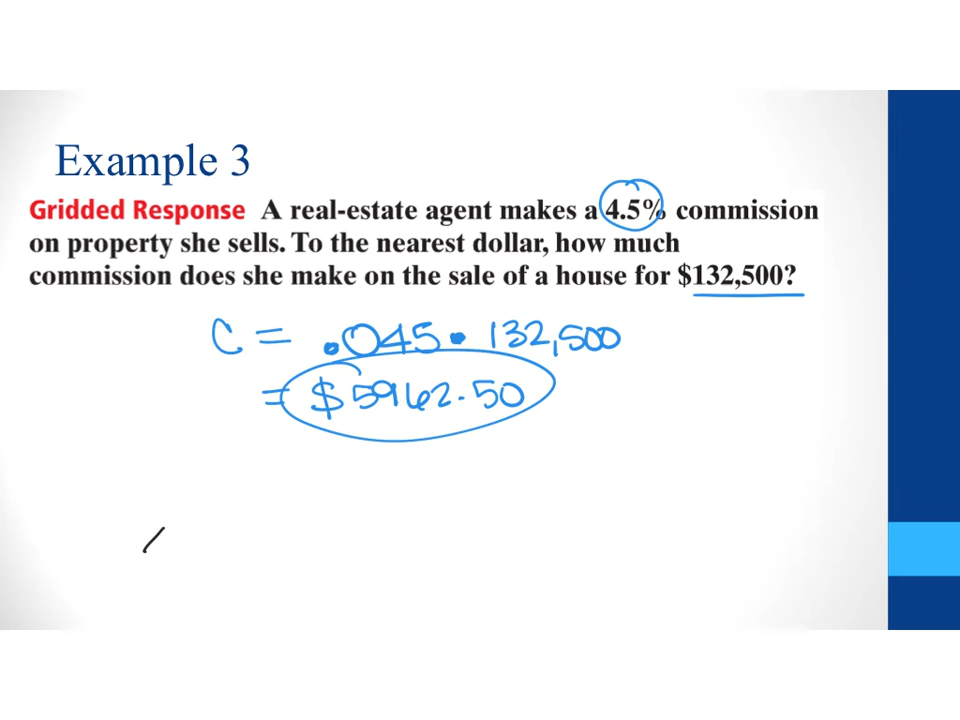 Example 3
Gridded Response A real-estate agent makes a 4.5% commission
on property she sells. To the nearest dollar, how much
commission does she make on the sale of a house for $132,500?
C = .045 • 132,500
= $5962.50